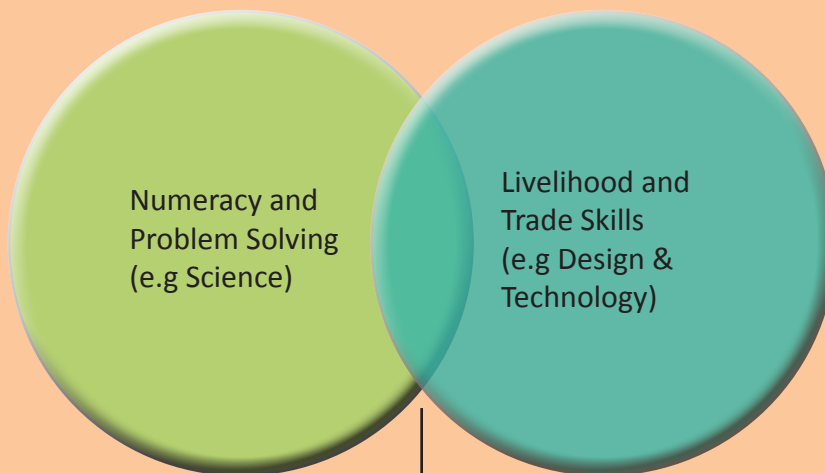 Numeracy and
Problem Solving
(e.g Science)
Livelihood and
Trade Skills
(e.g Design &
Technology)